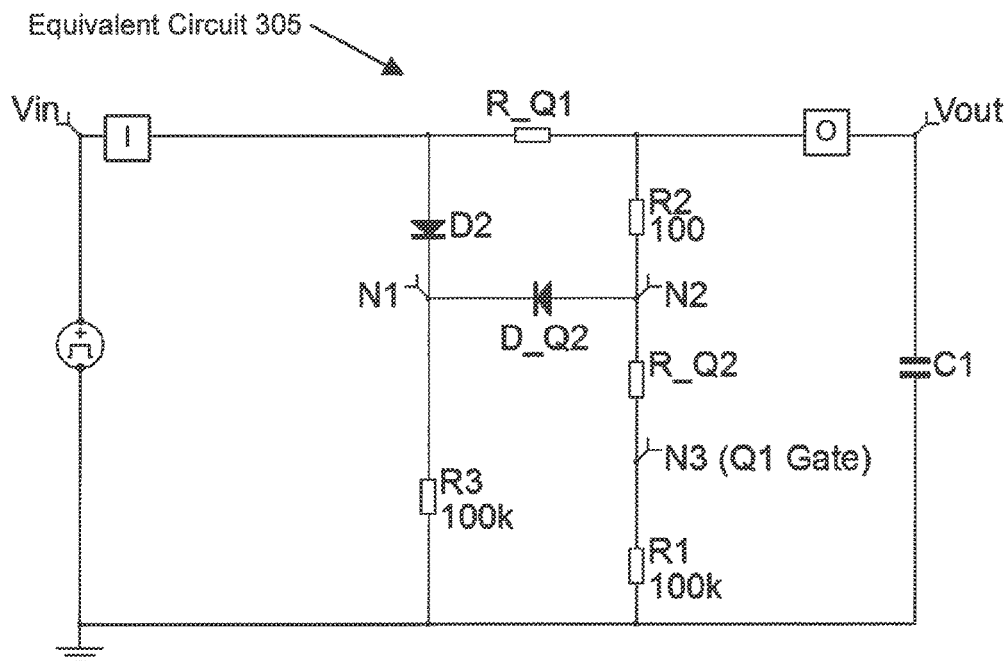 Equivalent Circuit 305
Vin
I
R_Q1
O
Vout
D2
R2
100
N1
N2
D_Q2
R_Q2
C1
N3 (Q1 Gate)
R3
100k
R1
100k
+